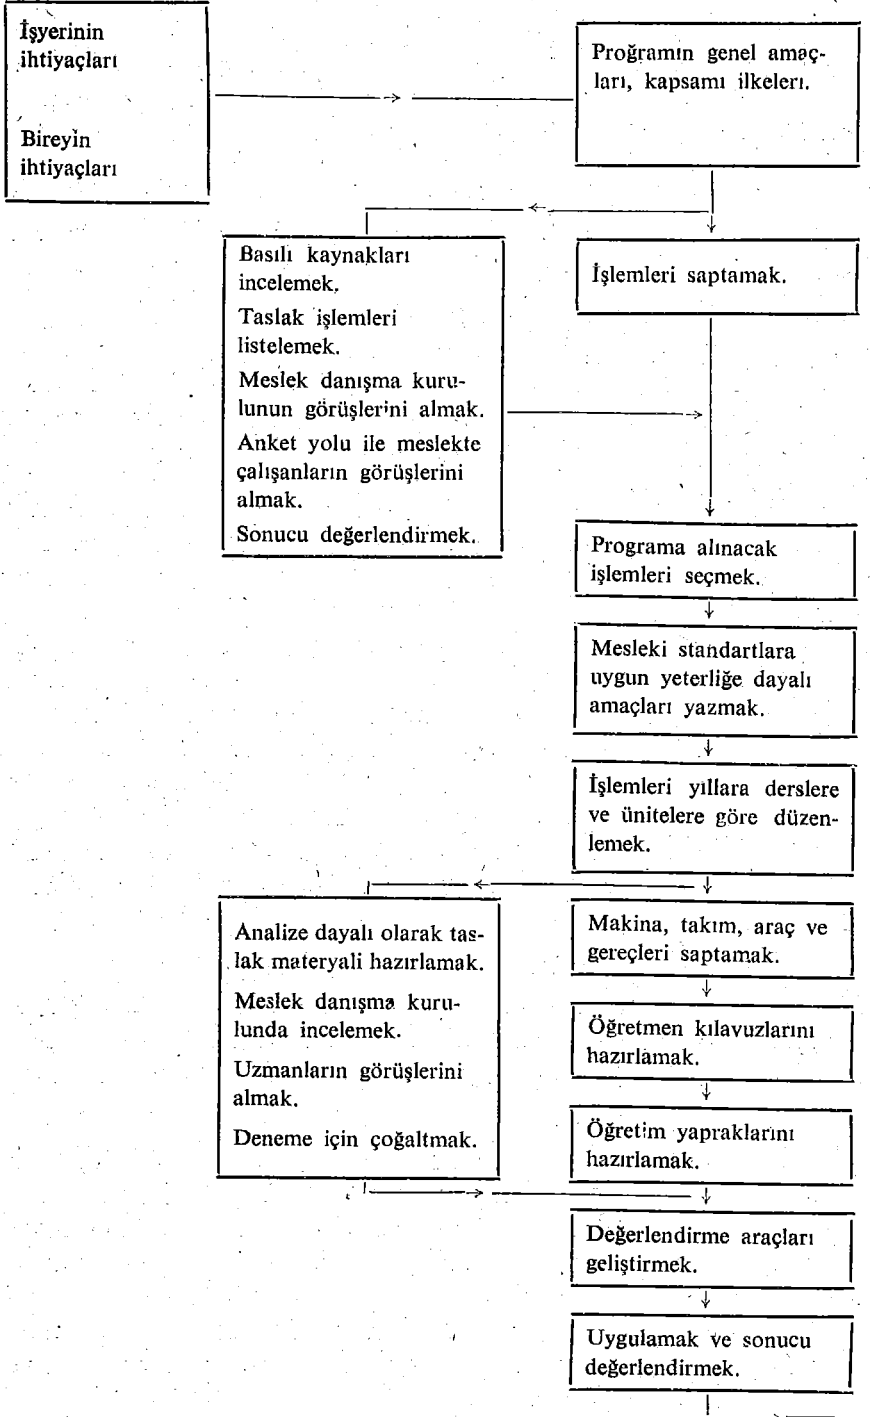 İşyerinin
ihtiyaçları
Bireyin
ihtiyaçları
Proğramın genel amaç-
ları, kapsamı ilkeleri.
Basılı kaynakları
incelemek.
Taslak işlemleri
listelemek.
Meslek danışma kuru-
lunun görüşlerini almak.
Anket yolu ile meslekte
çalışanların görüşlerini
almak.
Sonucu değerlendirmek.
İşlemleri saptamak.
Programa alınacak
işlemleri seçmek.
Mesleki standartlara
uygun yeterliğe dayalı
amaçları yazmak.
İşlemleri yıllara derslere
ve ünitelere göre düzen-
lemek.
Analize dayalı olarak tas-
lak materyali hazırlamak.
Meslek danışma kuru-
lunda incelemek.
Uzmanların görüşlerini
almak.
Deneme için çoğaltmak.
Makina, takım, araç ve
gereçleri saptamak.
Öğretmen kılavuzlarını
hazırlamak.
Öğretim yapraklarını
hazırlamak.
Değerlendirme araçları
geliştirmek.
Uygulamak ve sonucu
değerlendirmek.